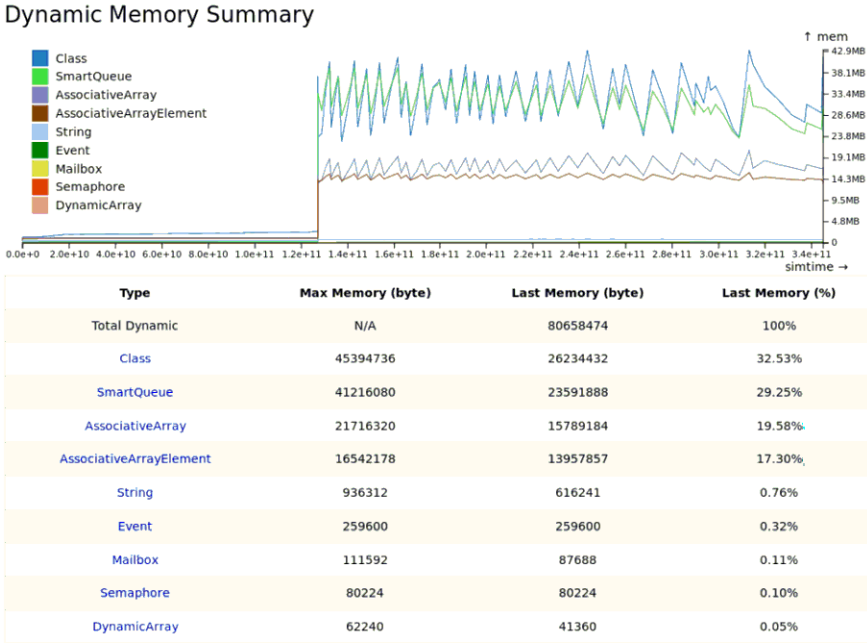 Dynamic Memory Summary
↑ mem
Class
SmartQueue
AssociativeArray
AssociativeArrayElement
String
Event
Mailbox
Semaphore
DynamicArray
42.9MB
38.1MB
33.4MB
28.6MB
23.8MB
19.1MB
14.3MB
9.5MB
4.8MB
0
0.0e+0 2.0e+10 4.0e+10 6.0e+10 8.0e+10 1.0e+11 1.2e+11 1.4e+11 1.6e+11 1.8e+11 2.0e+11 2.2e+11 2.4e+11 2.6e+11 2.8e+11 3.0e+11 3.2e+11 3.4e+11
simtime →
Type Max Memory (byte) Last Memory (byte) Last Memory (%)
Total Dynamic N/A 80658474 100%
Class 45394736 26234432 32.53%
SmartQueue 41216080 23591888 29.25%
AssociativeArray 21716320 15789184 19.58%
AssociativeArrayElement 16542178 13957857 17.30%
String 936312 616241 0.76%
Event 259600 259600 0.32%
Mailbox 111592 87688 0.11%
Semaphore 80224 80224 0.10%
DynamicArray 62240 41360 0.05%